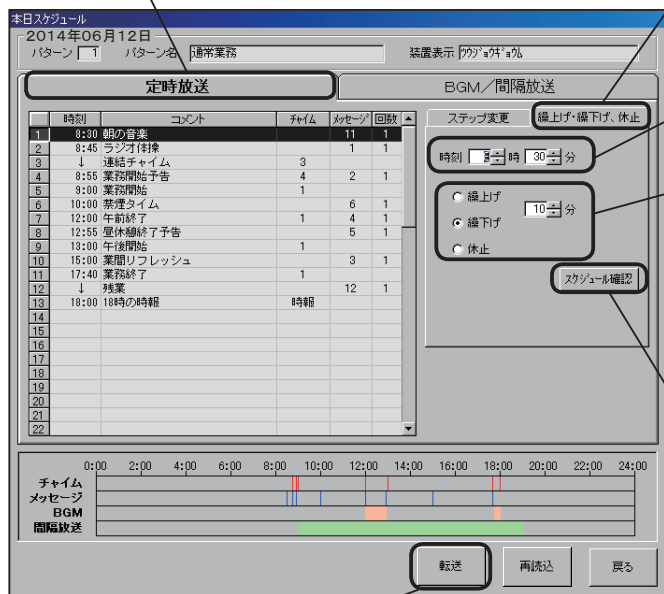 本日スケジュール
2014年06月12日
パターン 1 パターン名 通常業務 装置表示 ﾂｳｼﾞｮｳｷﾞｮｳﾑ
定時放送 BGM／間隔放送
時刻 コメント チャイム メッセージ 回数
1 8:30 朝の音楽 11 1
2 8:45 ラジオ体操 1 1
3 ↓ 連結チャイム 3
4 8:55 業務開始予告 4 2 1
5 9:00 業務開始 1
6 10:00 禁煙タイム 6 1
7 12:00 午前終了 1 4 1
8 12:55 昼休憩終了予告 5 1
9 13:00 午後開始 1
10 15:00 業間リフレッシュ 3 1
11 17:40 業務終了 1
12 ↓ 残業 12 1
13 18:00 18時の時報 時報
14
15
16
17
18
19
20
21
22
ステップ変更 繰上げ・繰下げ、休止
時刻 8 時 30 分
繰上げ
繰下げ 10 分
休止
スケジュール確認
0:00 2:00 4:00 6:00 8:00 10:00 12:00 14:00 16:00 18:00 20:00 22:00 24:00
チャイム
メッセージ
BGM
間隔放送
転送 再読込 戻る